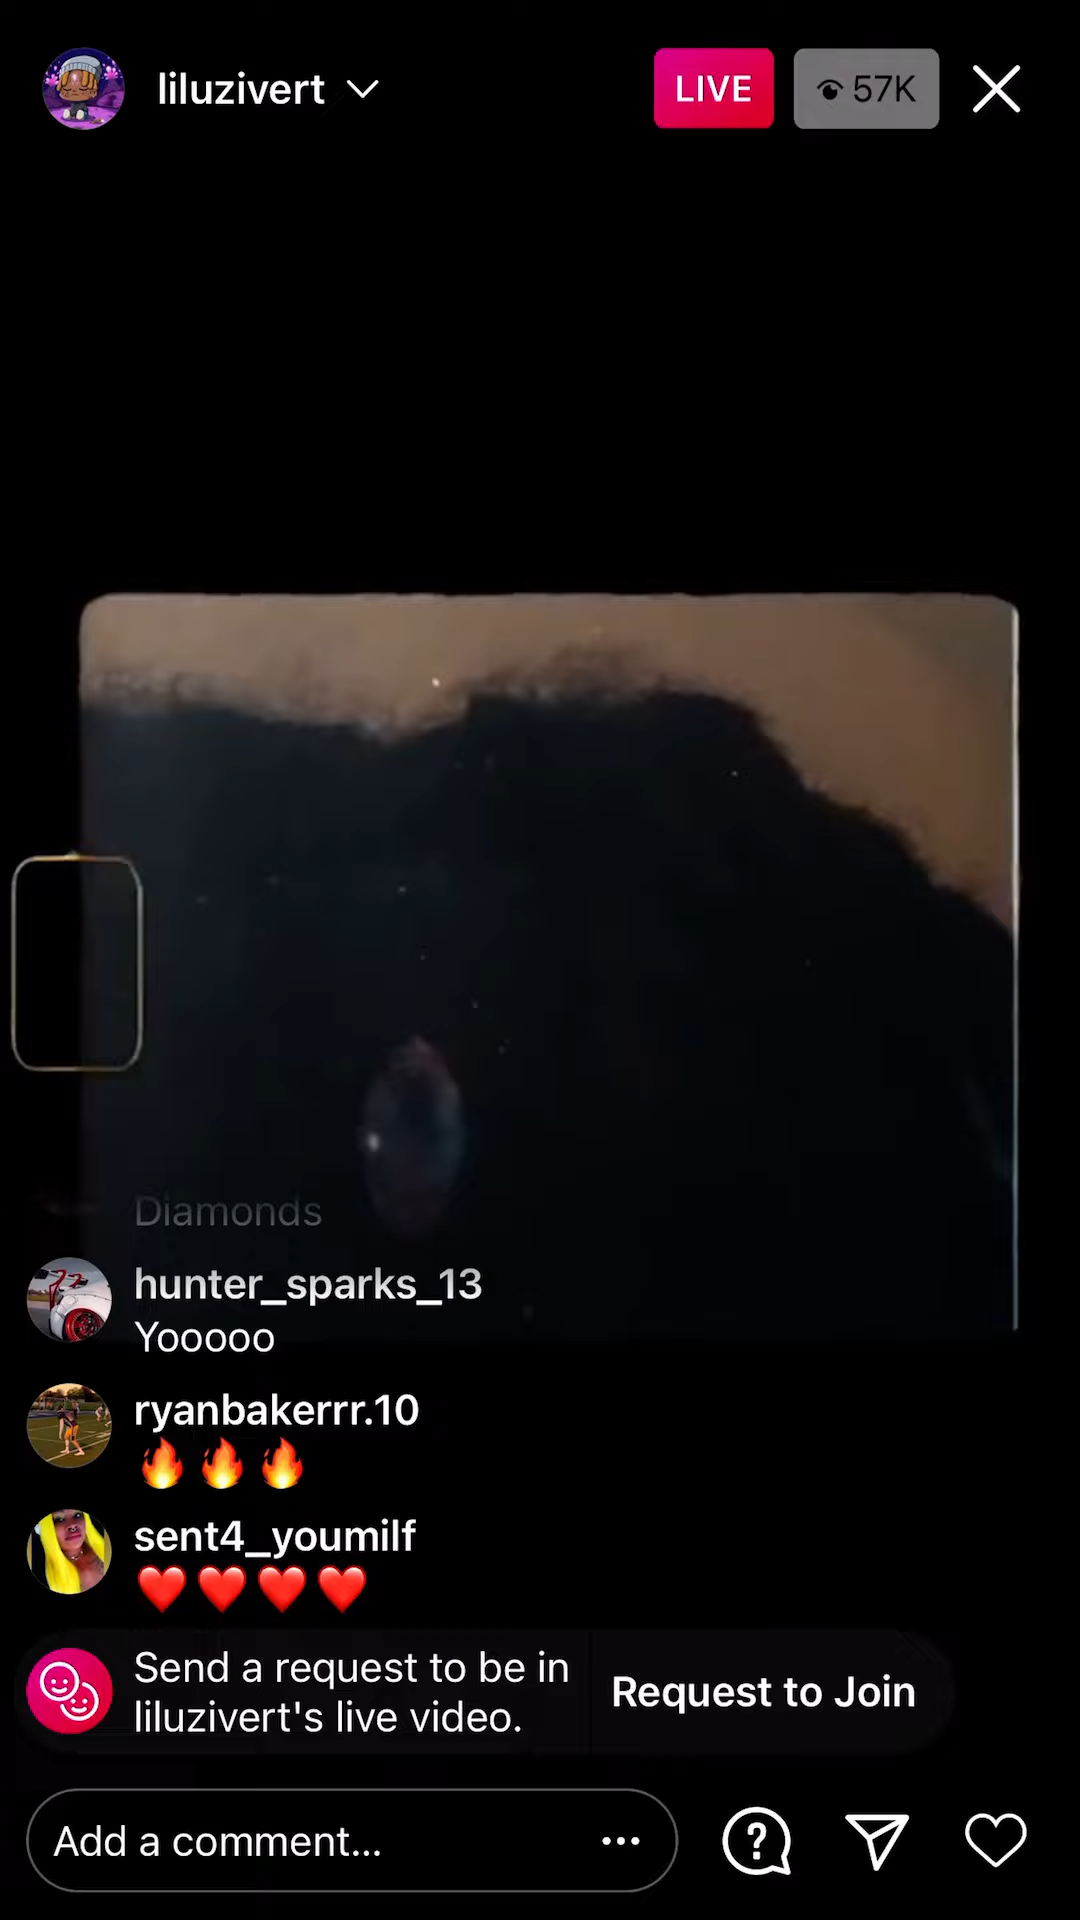 liluzivert
LIVE
57K
Diamonds
hunter_sparks_13
Yooooo
ryanbakerrr.10
🔥🔥🔥
sent4_youmilf
❤️❤️❤️❤️
Send a request to be in
liluzivert's live video.
Request to Join
Add a comment...